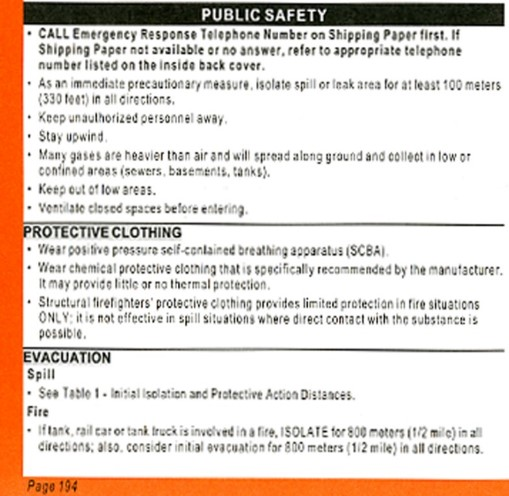 PUBLIC SAFETY
• CALL Emergency Response Telephone Number on Shipping Paper first. If
Shipping Paper not available or no answer, refer to appropriate telephone
number listed on the inside back cover.
• As an immediate precautionary measure, isolate spill or leak area for at least 100 meters
(330 feet) in all directions.
• Keep unauthorized personnel away.
• Stay upwind.
• Many gases are heavier than air and will spread along ground and collect in low or
confined areas (sewers, basements, tanks).
• Keep out of low areas.
• Ventilate closed spaces before entering.
PROTECTIVE CLOTHING
• Wear positive pressure self-contained breathing apparatus (SCBA).
• Wear chemical protective clothing that is specifically recommended by the manufacturer.
It may provide little or no thermal protection.
• Structural firefighters' protective clothing provides limited protection in fire situations
ONLY; it is not effective in spill situations where direct contact with the substance is
possible.
EVACUATION
Spill
• See Table 1 - Initial Isolation and Protective Action Distances.
Fire
• If tank, rail car or tank truck is involved in a fire, ISOLATE for 800 meters (1/2 mile) in all
directions; also, consider initial evacuation for 800 meters (1/2 mile) in all directions.
Page 194